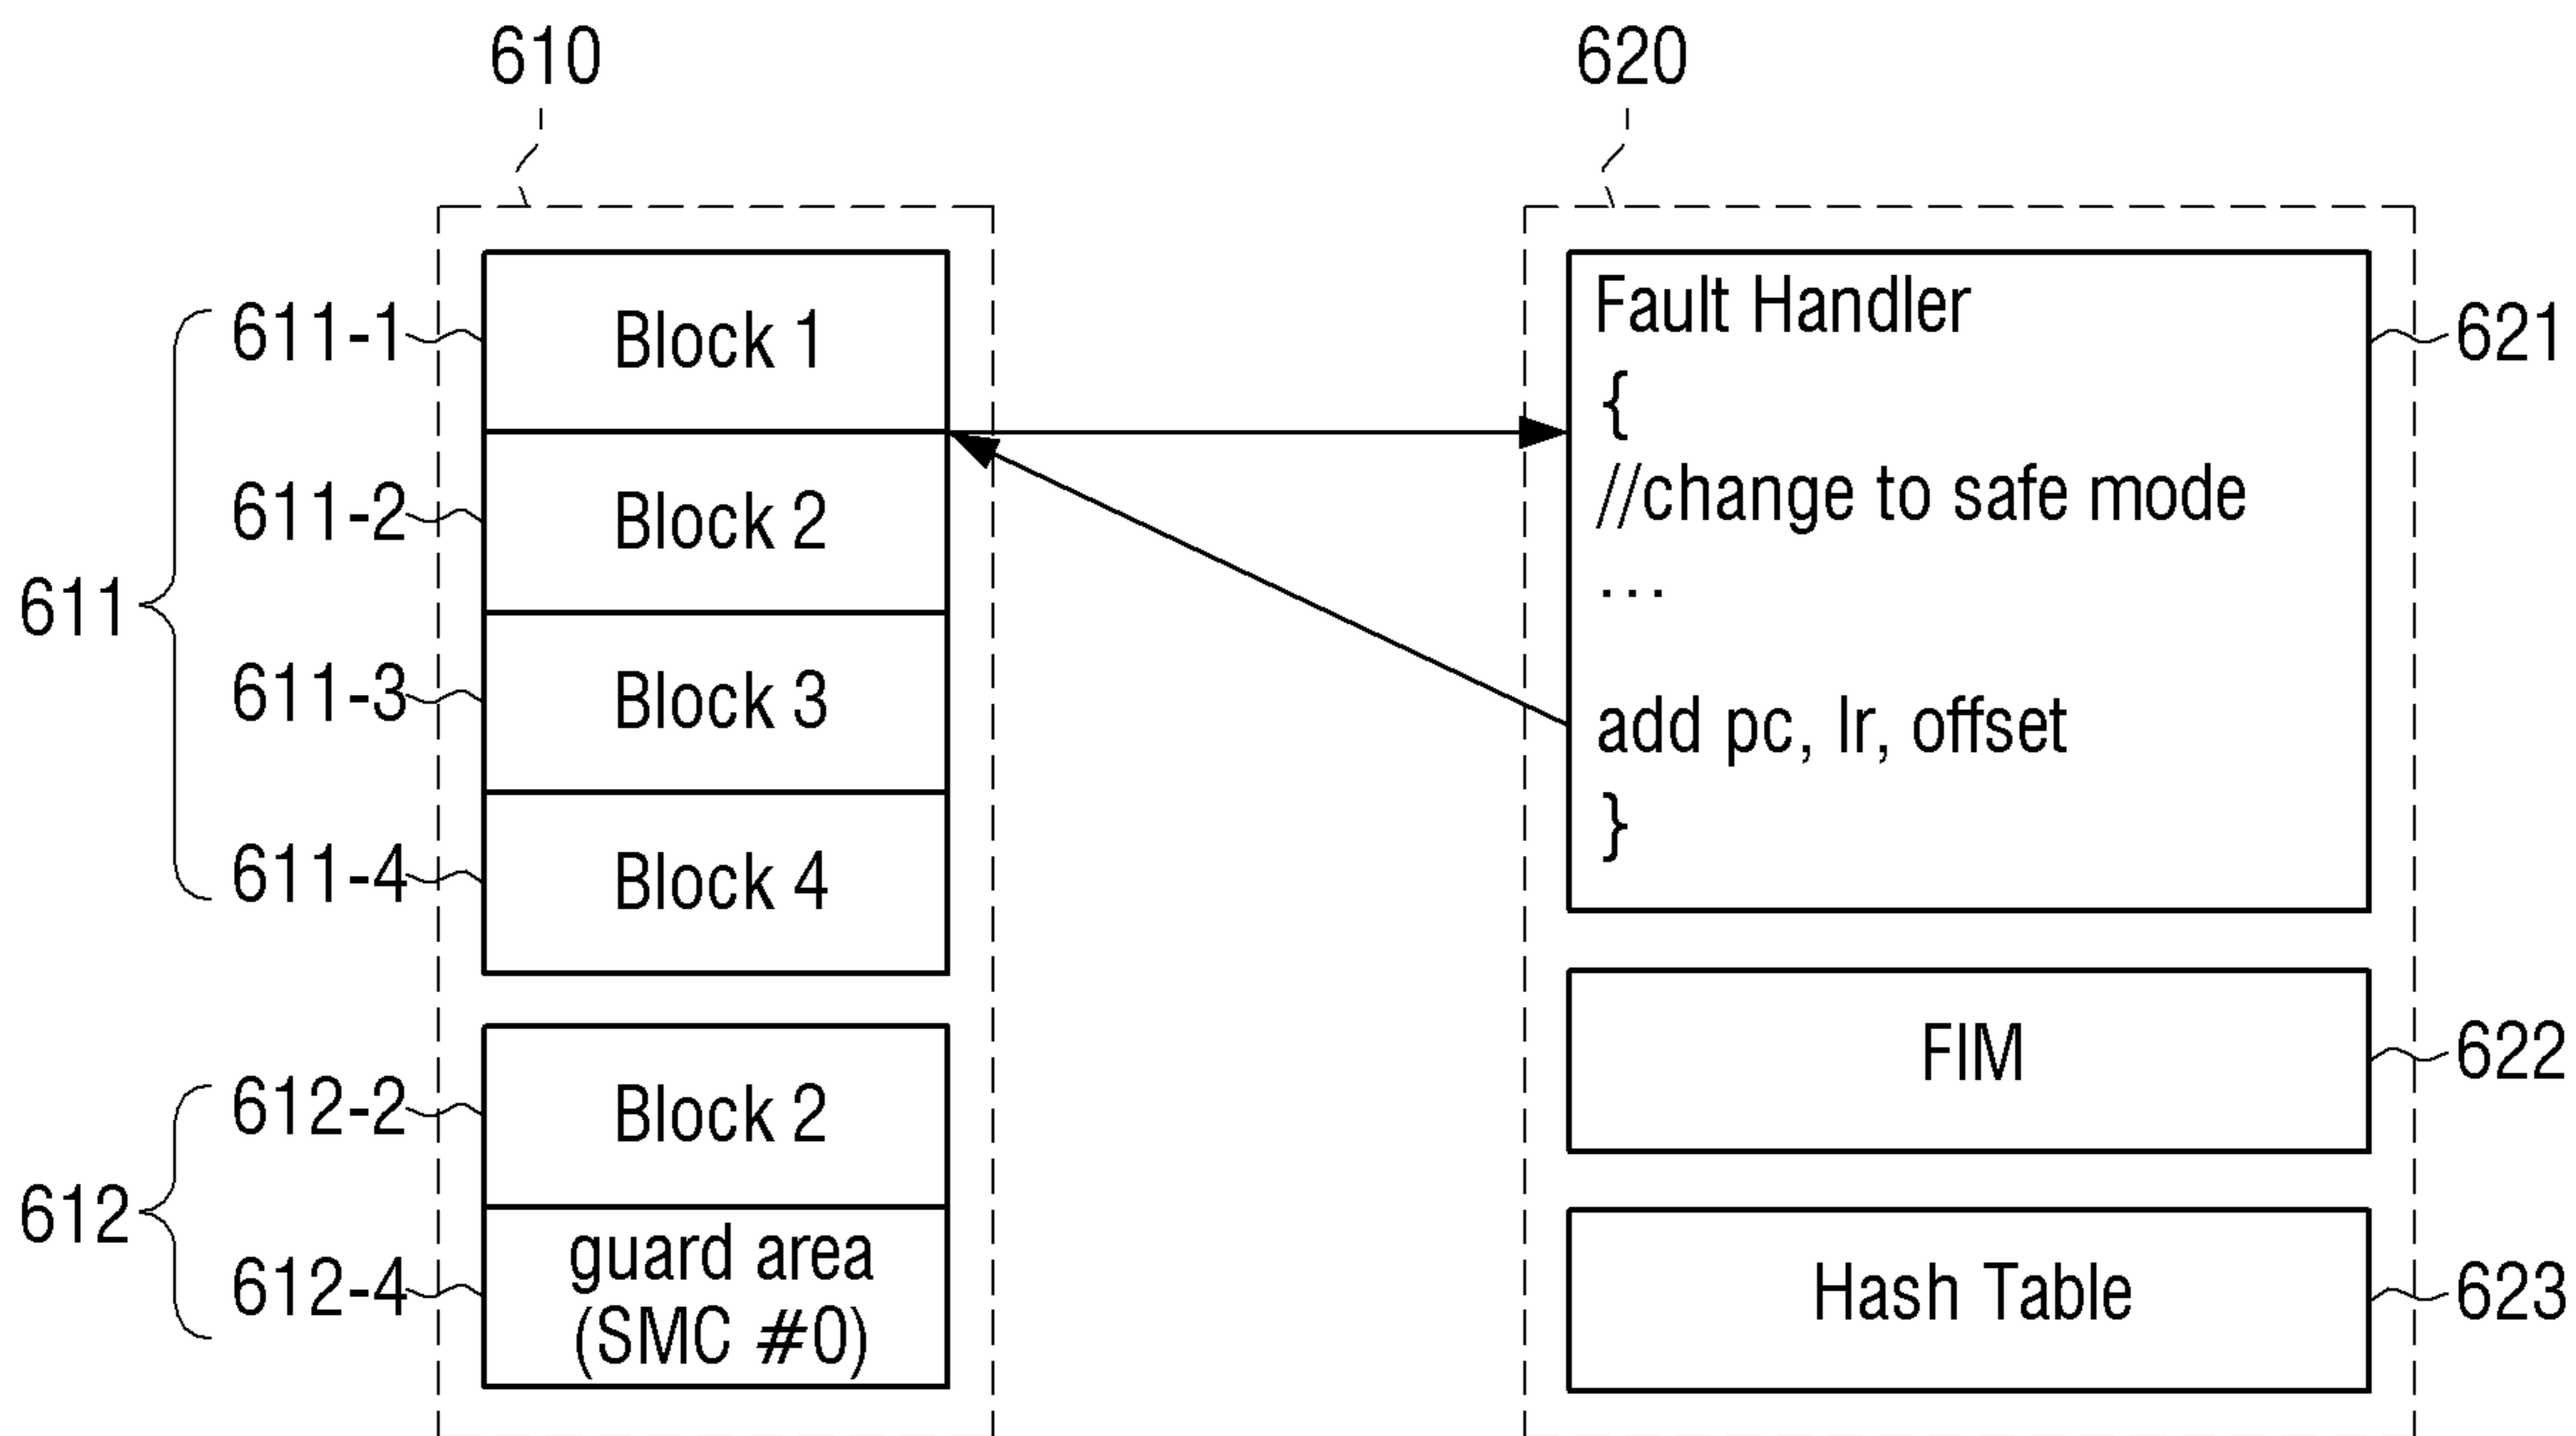 610
620
611
611-1
Block 1
611-2
Block 2
611-3
Block 3
611-4
Block 4
612
612-2
Block 2
612-4
guard area
(SMC #0)
Fault Handler
{
//change to safe mode
...
add pc, lr, offset
}
621
FIM
622
Hash Table
623